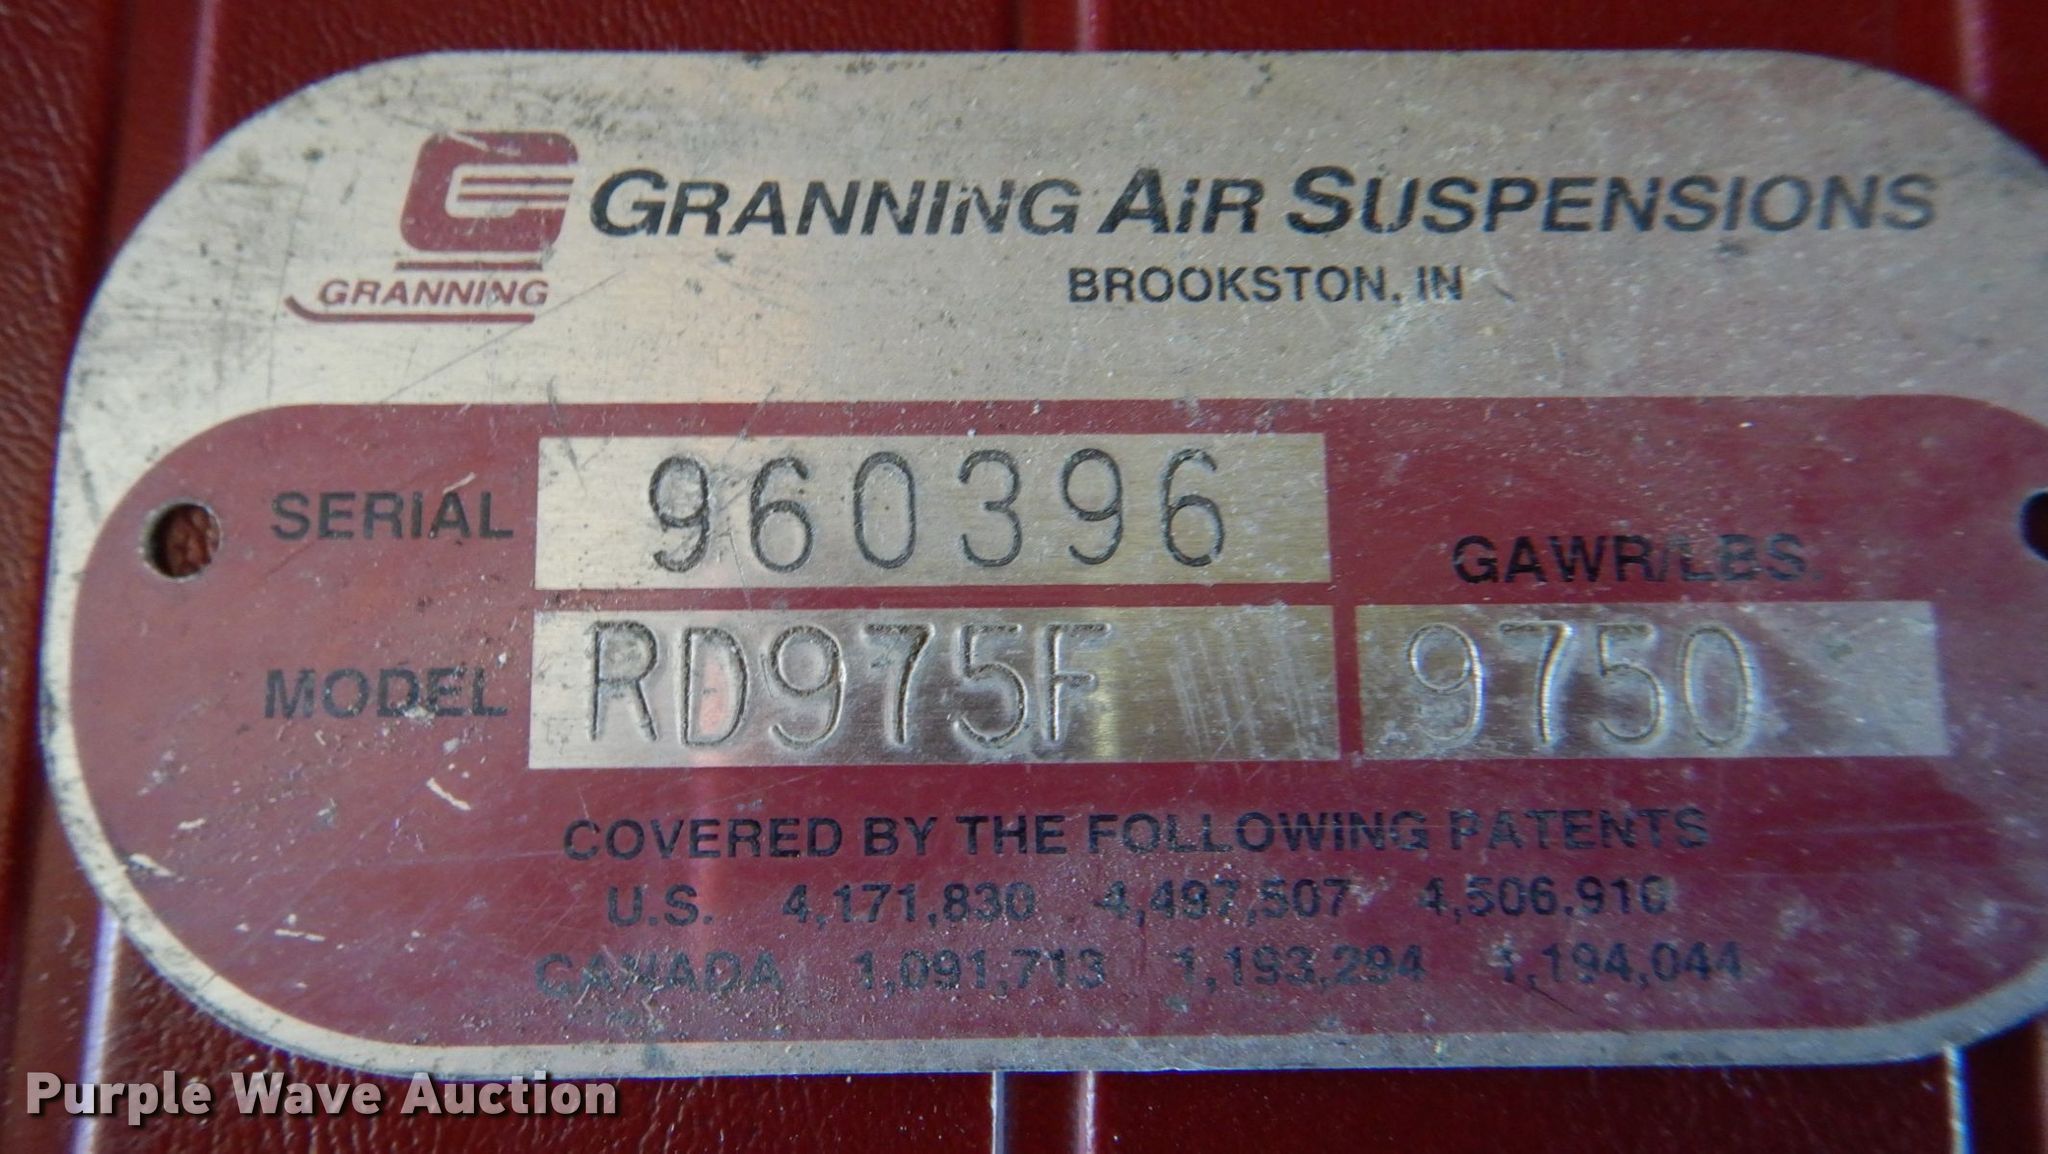 GRANNING AIR SUSPENSIONS
GRANNING
BROOKSTON, IN
SERIAL 960396
GAWR/LBS.
MODEL RD975F 9750
COVERED BY THE FOLLOWING PATENTS
U.S. 4,171,830 4,497,507 4,506,910
CANADA 1,091,713 1,193,294 1,194,044
Purple Wave Auction